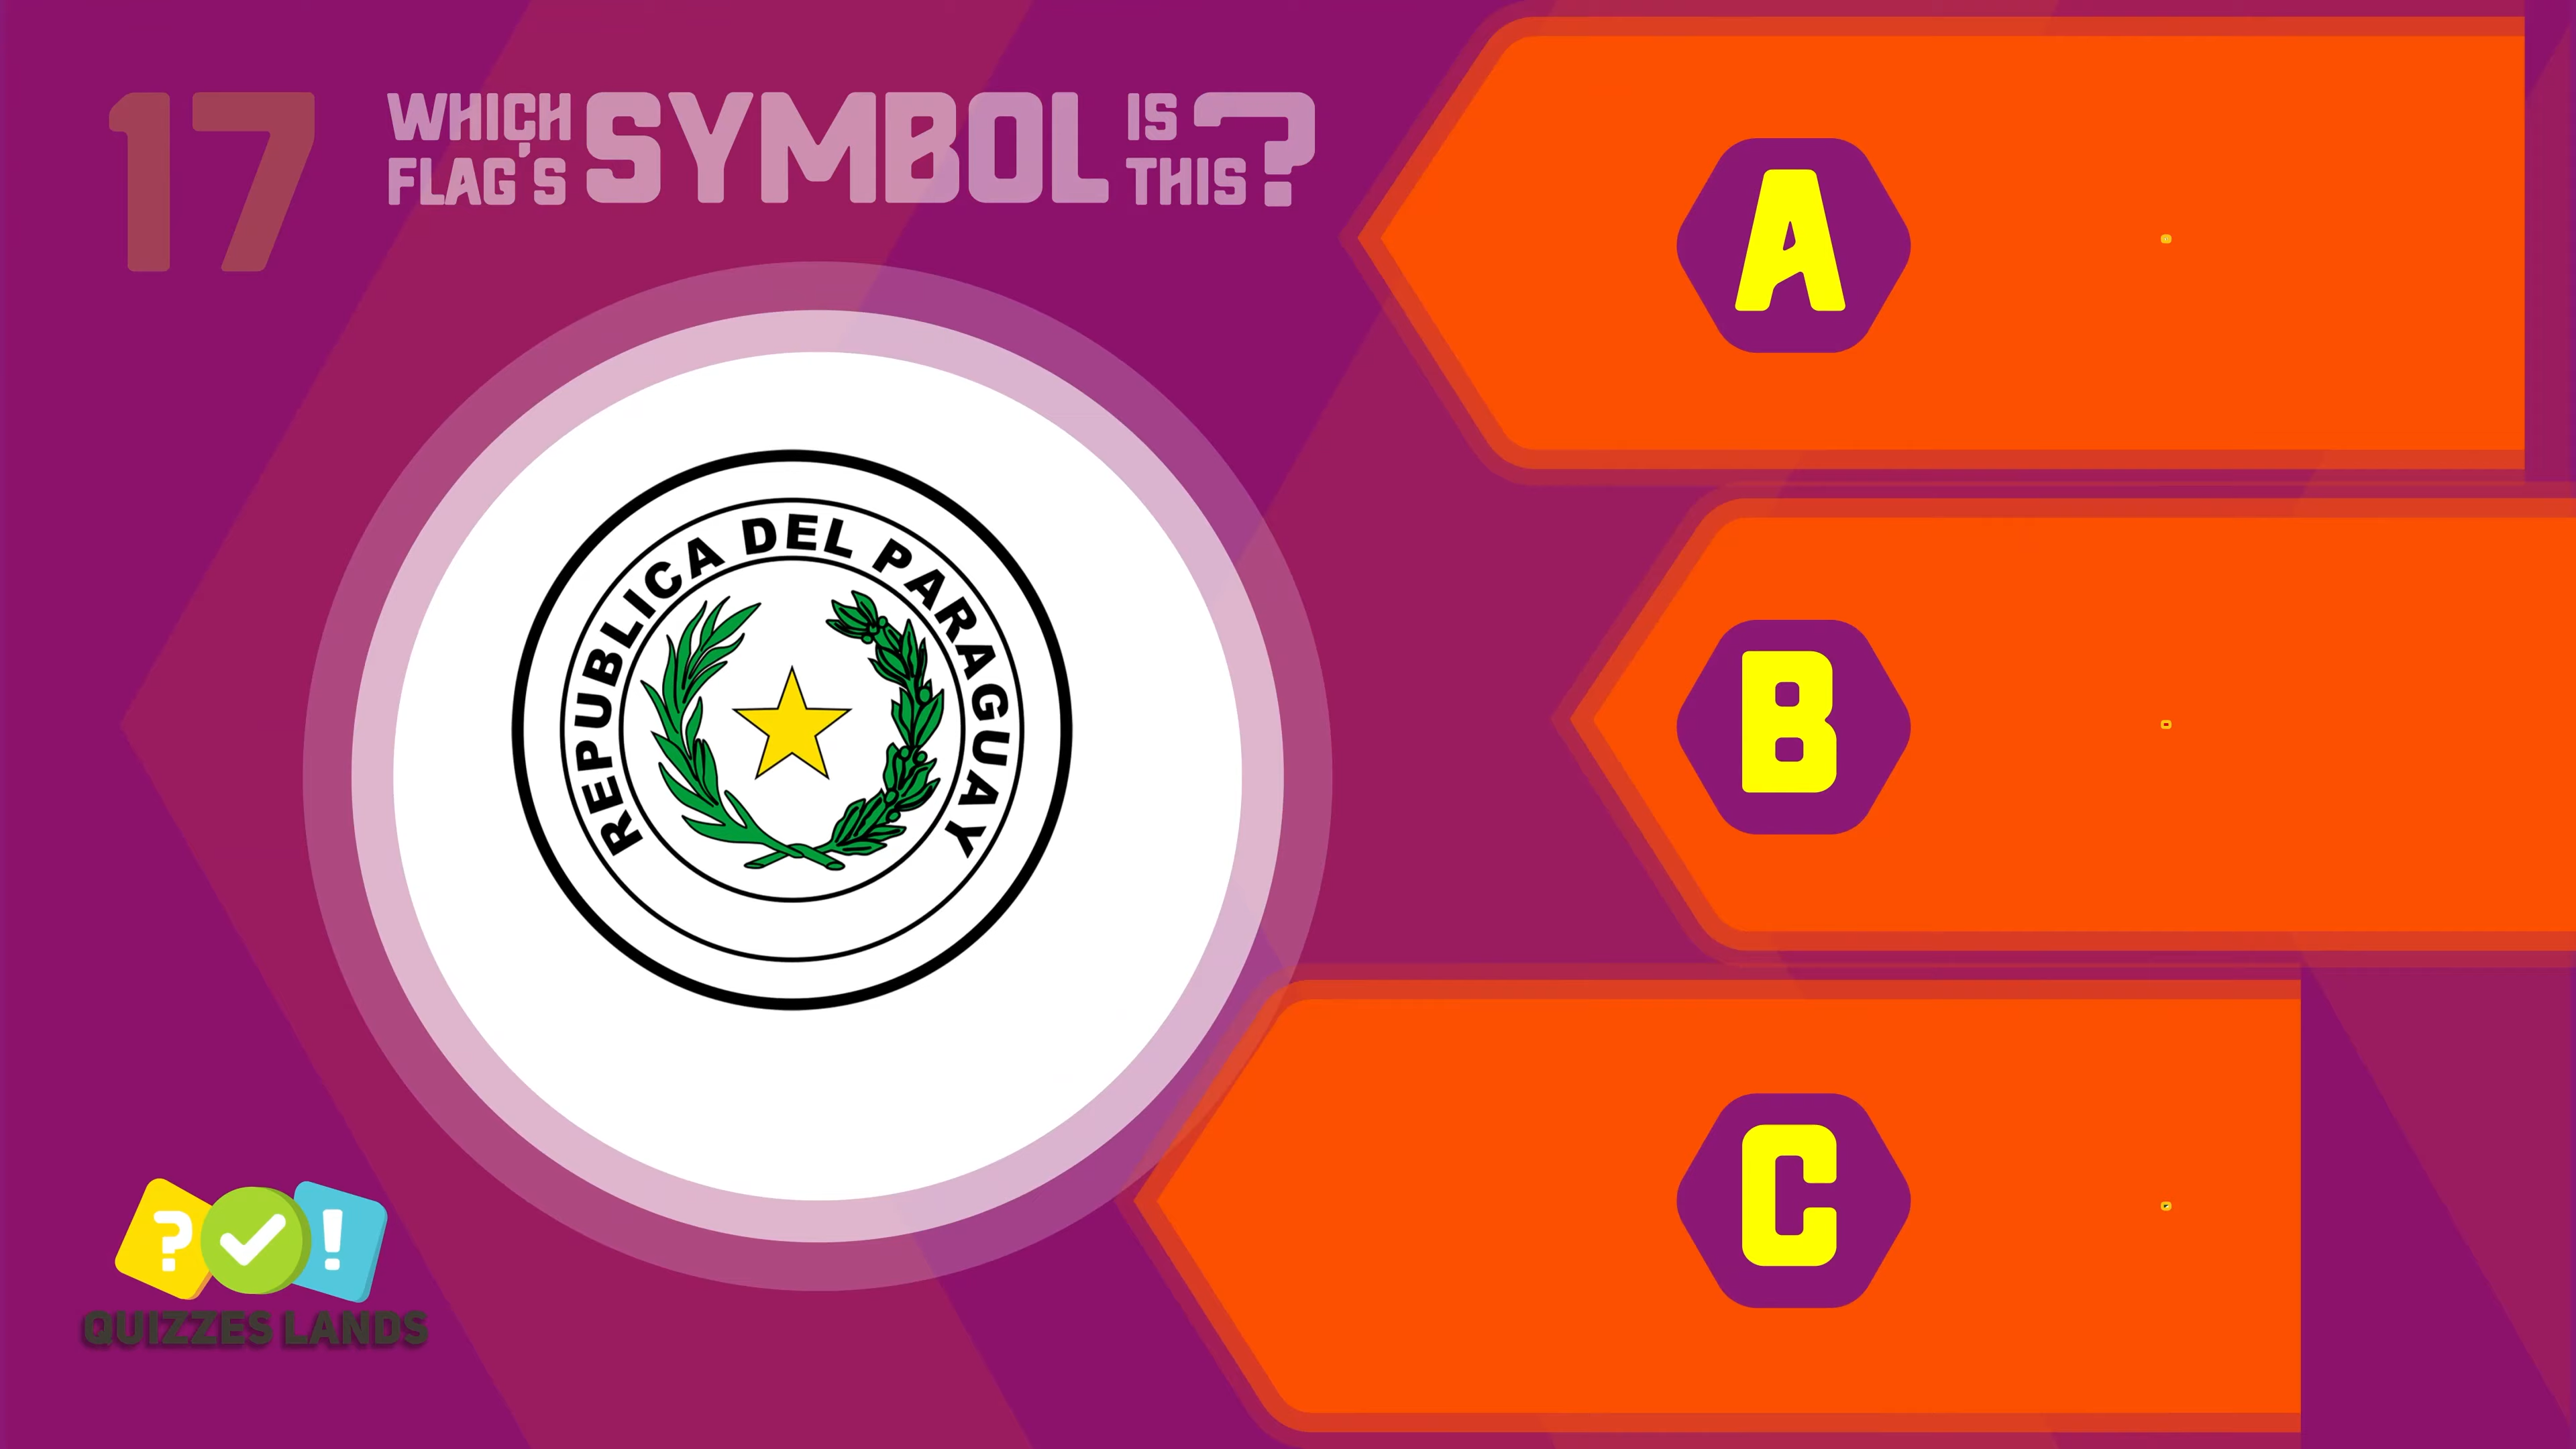 17
WHICH
FLAG'S
SYMBOL
IS
THIS
?
REPUBLICA DEL PARAGUAY
A
B
C
? !
QUIZZES LANDS